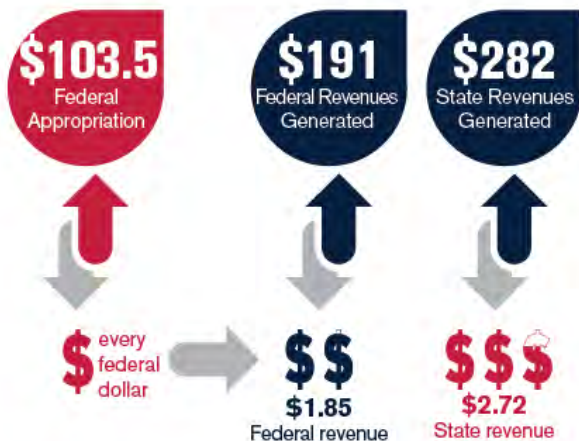 $103.5
Federal
Appropriation
$191
Federal Revenues
Generated
$282
State Revenues
Generated
$ every
federal
dollar
$$
$1.85
Federal revenue
$$$
$2.72
State revenue